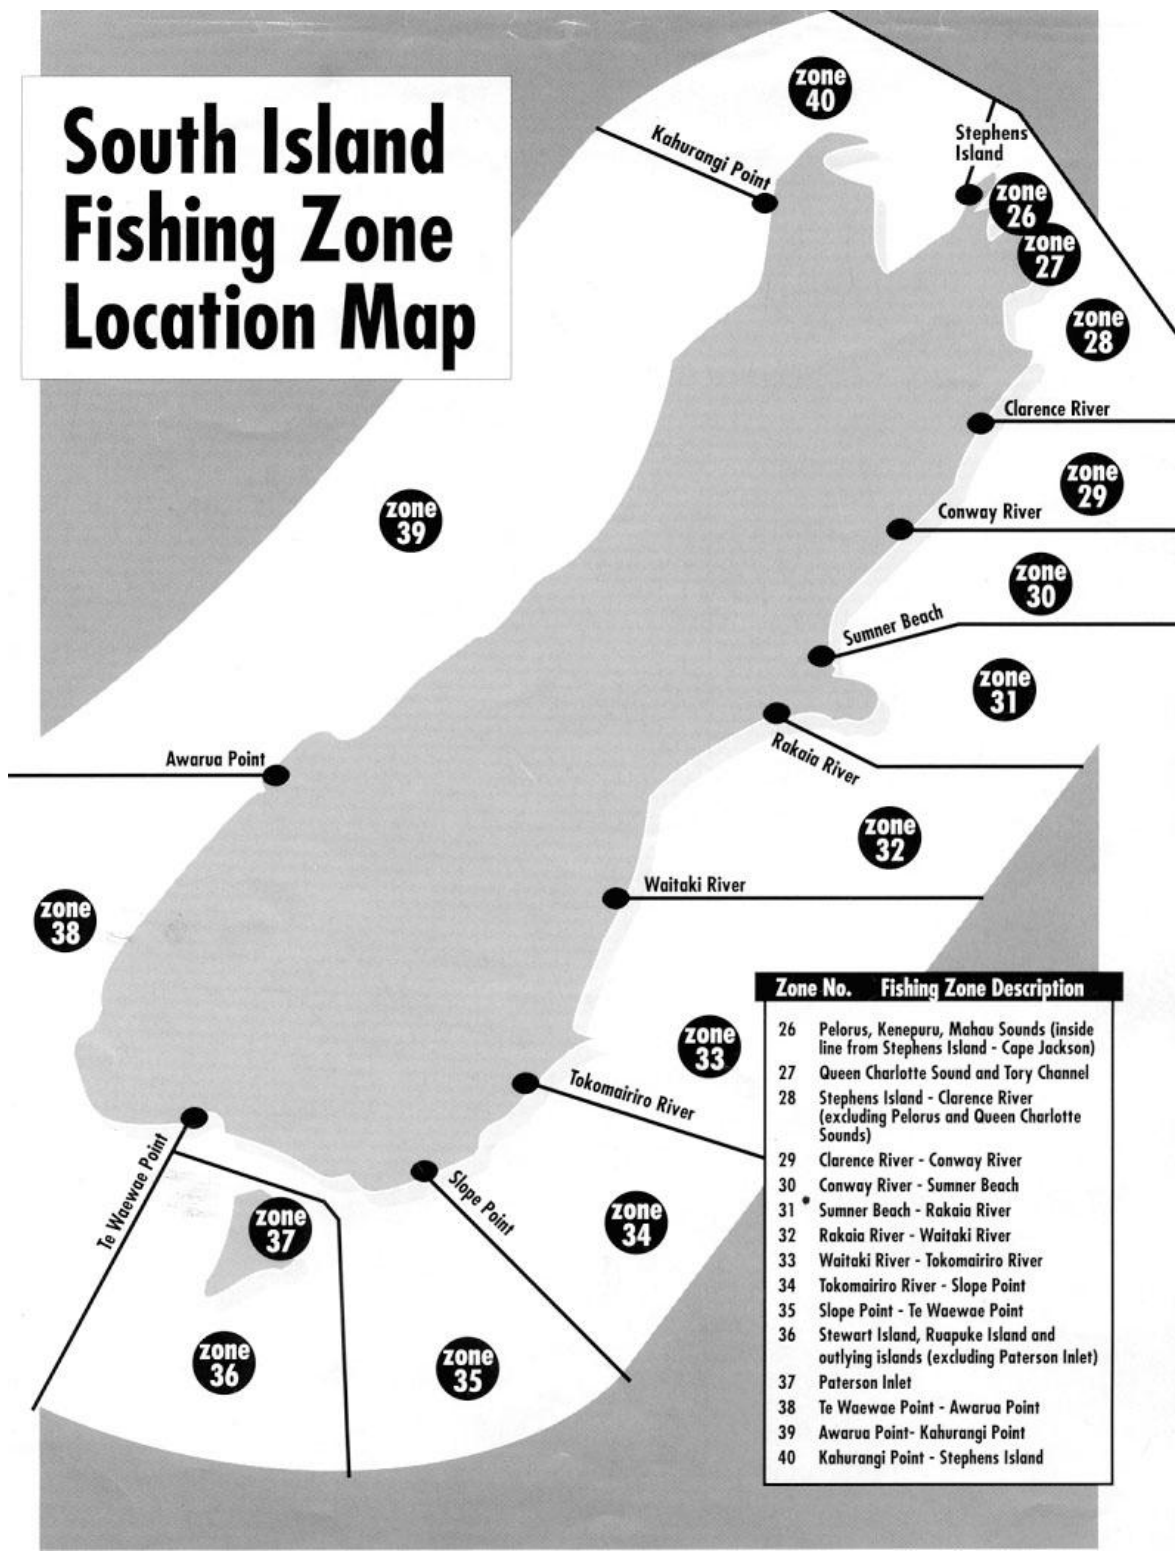 South Island
Fishing Zone
Location Map
zone
40
Kahurangi Point
Stephens
Island
zone
26
zone
27
zone
28
Clarence River
zone
29
zone
39
Conway River
zone
30
Sumner Beach
zone
31
Rakaia River
Awarua Point
zone
32
Waitaki River
zone
38
zone
33
Tokomairiro River
Te Waewae Point
Slope Point
zone
37
zone
34
zone
36
zone
35
Zone No. Fishing Zone Description
26 Pelorus, Kenepuru, Mahau Sounds (inside
line from Stephens Island - Cape Jackson)
27 Queen Charlotte Sound and Tory Channel
28 Stephens Island - Clarence River
(excluding Pelorus and Queen Charlotte
Sounds)
29 Clarence River - Conway River
30 Conway River - Sumner Beach
31 Sumner Beach - Rakaia River
32 Rakaia River - Waitaki River
33 Waitaki River - Tokomairiro River
34 Tokomairiro River - Slope Point
35 Slope Point - Te Waewae Point
36 Stewart Island, Ruapuke Island and
outlying islands (excluding Paterson Inlet)
37 Paterson Inlet
38 Te Waewae Point - Awarua Point
39 Awarua Point- Kahurangi Point
40 Kahurangi Point - Stephens Island